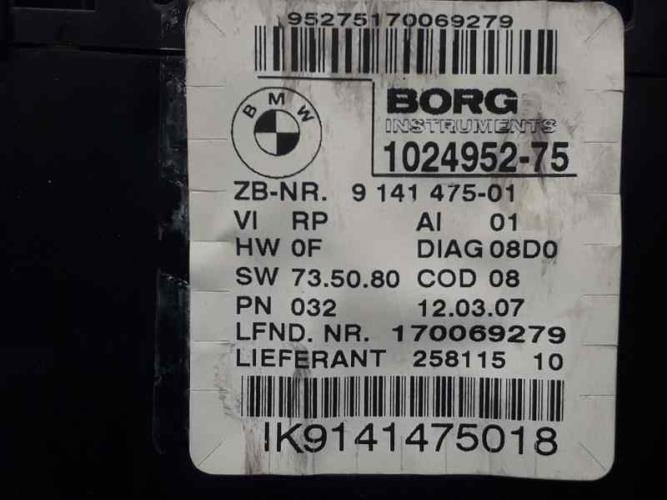 95275170069279
BMW
BORG
INSTRUMENTS
1024952-75
ZB-NR. 9 141 475-01
VI RP AI 01
HW 0F DIAG 08D0
SW 73.50.80 COD 08
PN 032 12.03.07
LFND. NR. 170069279
LIEFERANT 258115 10
IK9141475018